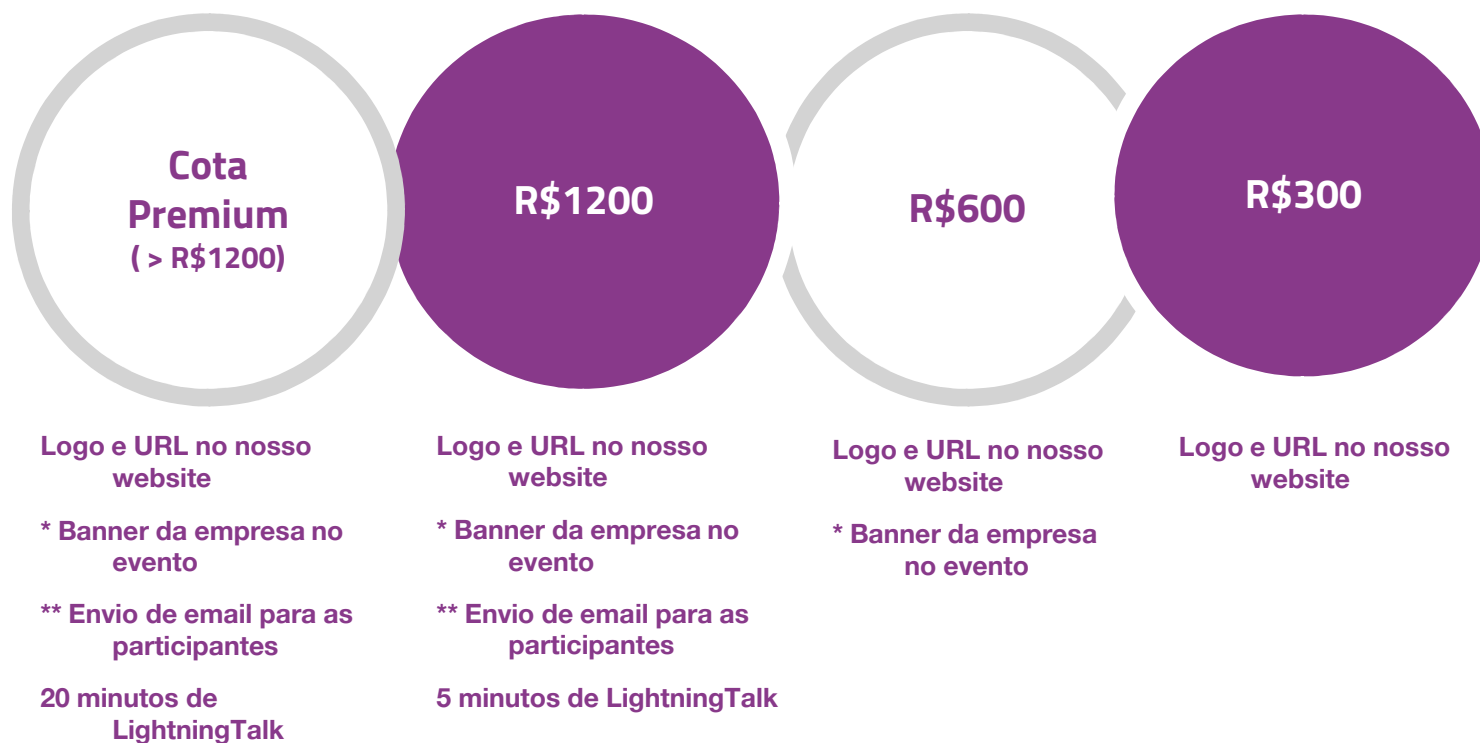 Cota
Premium
( > R$1200)
R$1200
R$600
R$300
Logo e URL no nosso
website
* Banner da empresa no
evento
** Envio de email para as
participantes
20 minutos de
LightningTalk
Logo e URL no nosso
website
* Banner da empresa no
evento
** Envio de email para as
participantes
5 minutos de LightningTalk
Logo e URL no nosso
website
* Banner da empresa
no evento
Logo e URL no nosso
website